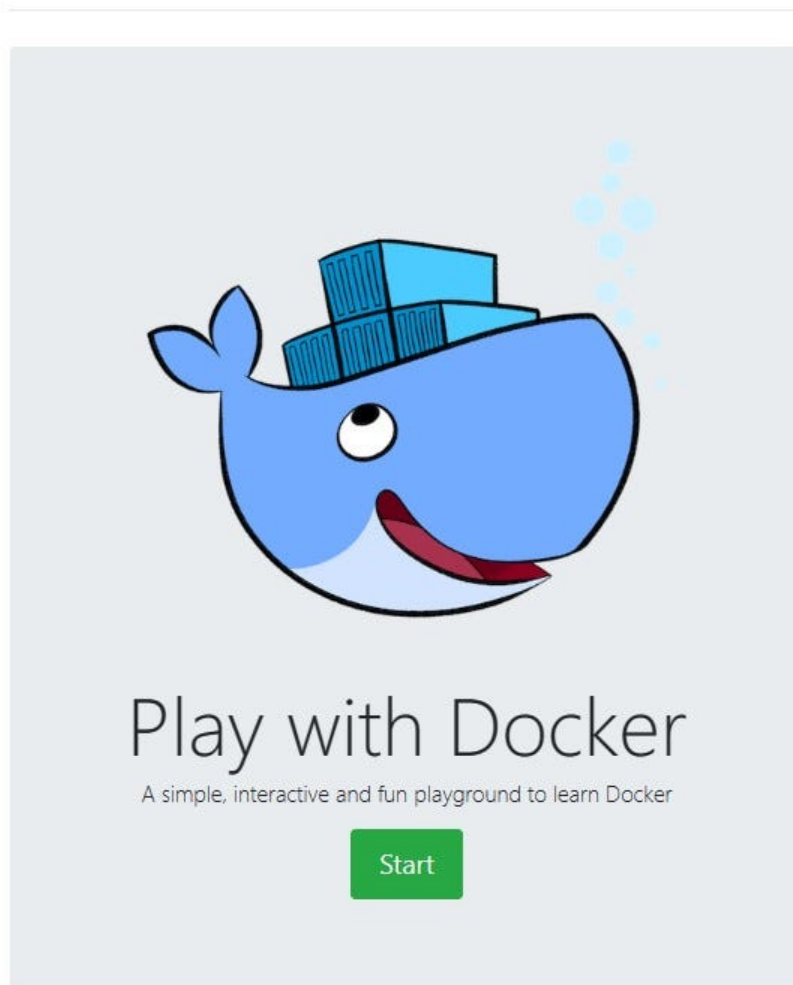 Play with Docker
A simple, interactive and fun playground to learn Docker
Start